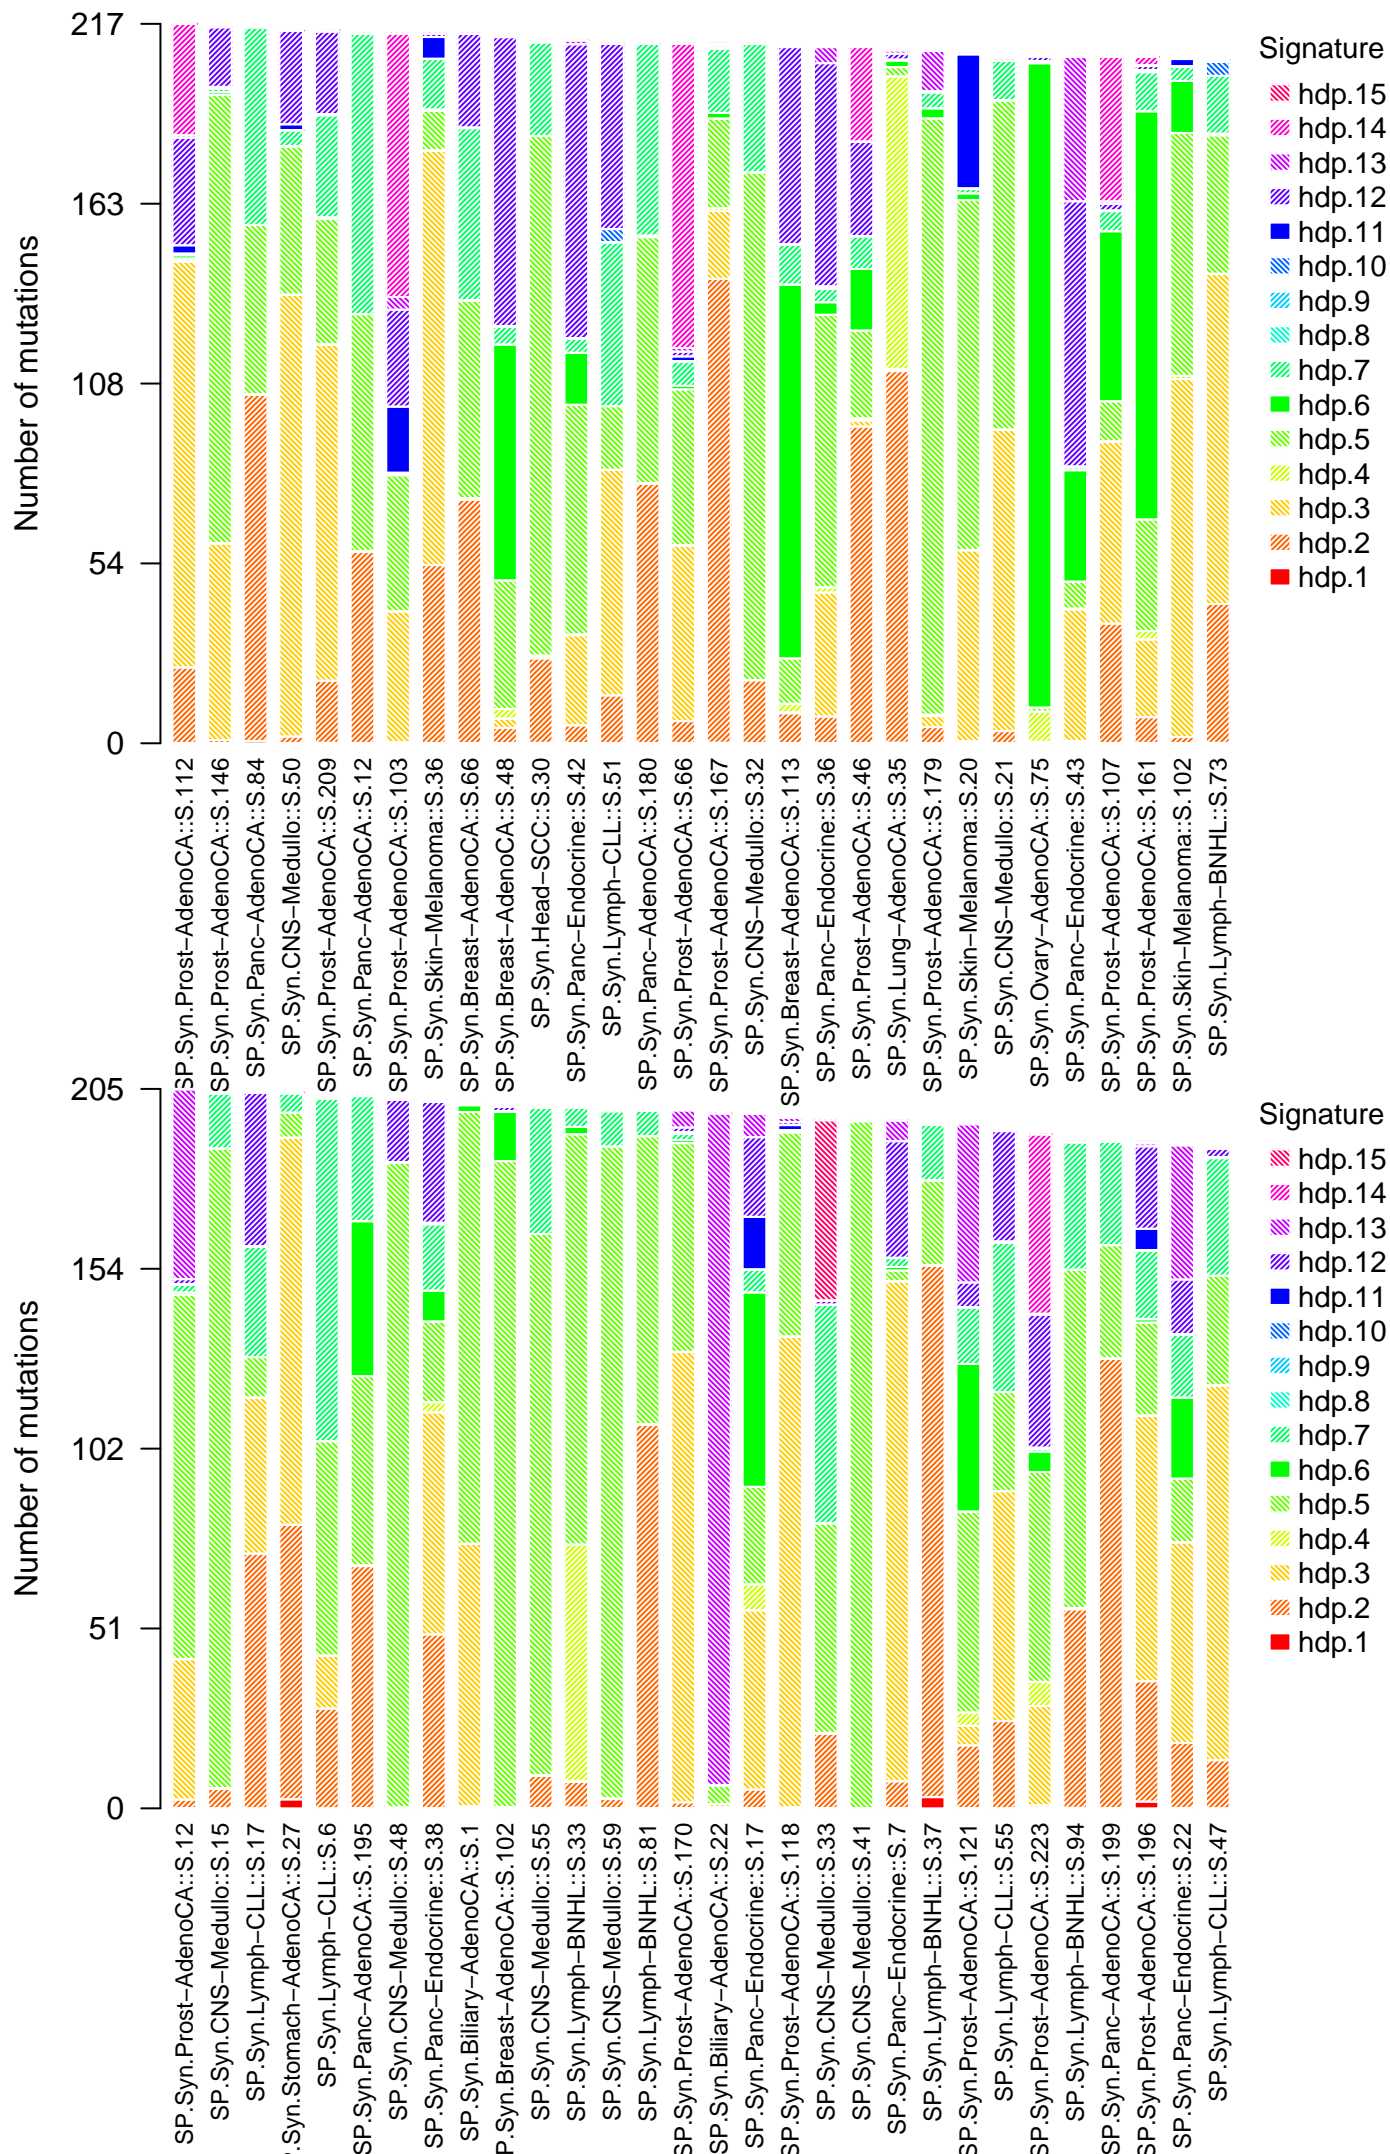 Number of mutations
217
163
108
54
0
Signature
hdp.15
hdp.14
hdp.13
hdp.12
hdp.11
hdp.10
hdp.9
hdp.8
hdp.7
hdp.6
hdp.5
hdp.4
hdp.3
hdp.2
hdp.1
SP.Syn.Prost−AdenoCA::S.112
SP.Syn.Prost−AdenoCA::S.146
SP.Syn.Panc−AdenoCA::S.84
SP.Syn.CNS−Medullo::S.50
SP.Syn.Prost−AdenoCA::S.209
SP.Syn.Panc−AdenoCA::S.12
SP.Syn.Prost−AdenoCA::S.103
SP.Syn.Skin−Melanoma::S.36
SP.Syn.Breast−AdenoCA::S.66
SP.Syn.Breast−AdenoCA::S.48
SP.Syn.Head−SCC::S.30
SP.Syn.Panc−Endocrine::S.42
SP.Syn.Lymph−CLL::S.51
SP.Syn.Panc−AdenoCA::S.180
SP.Syn.Prost−AdenoCA::S.66
SP.Syn.Prost−AdenoCA::S.167
SP.Syn.CNS−Medullo::S.32
SP.Syn.Breast−AdenoCA::S.113
SP.Syn.Panc−Endocrine::S.36
SP.Syn.Prost−AdenoCA::S.46
SP.Syn.Lung−AdenoCA::S.35
SP.Syn.Prost−AdenoCA::S.179
SP.Syn.Skin−Melanoma::S.20
SP.Syn.CNS−Medullo::S.21
SP.Syn.Ovary−AdenoCA::S.75
SP.Syn.Panc−Endocrine::S.43
SP.Syn.Prost−AdenoCA::S.107
SP.Syn.Prost−AdenoCA::S.161
SP.Syn.Skin−Melanoma::S.102
SP.Syn.Lymph−BNHL::S.73
Number of mutations
205
154
102
51
0
Signature
hdp.15
hdp.14
hdp.13
hdp.12
hdp.11
hdp.10
hdp.9
hdp.8
hdp.7
hdp.6
hdp.5
hdp.4
hdp.3
hdp.2
hdp.1
SP.Syn.Prost−AdenoCA::S.12
SP.Syn.CNS−Medullo::S.15
SP.Syn.Lymph−CLL::S.17
.Syn.Stomach−AdenoCA::S.27
SP.Syn.Lymph−CLL::S.6
SP.Syn.Panc−AdenoCA::S.195
SP.Syn.CNS−Medullo::S.48
SP.Syn.Panc−Endocrine::S.38
SP.Syn.Biliary−AdenoCA::S.1
SP.Syn.Breast−AdenoCA::S.102
SP.Syn.CNS−Medullo::S.55
SP.Syn.Lymph−BNHL::S.33
SP.Syn.CNS−Medullo::S.59
SP.Syn.Lymph−BNHL::S.81
SP.Syn.Prost−AdenoCA::S.170
SP.Syn.Biliary−AdenoCA::S.22
SP.Syn.Panc−Endocrine::S.17
SP.Syn.Prost−AdenoCA::S.118
SP.Syn.CNS−Medullo::S.33
SP.Syn.CNS−Medullo::S.41
SP.Syn.Panc−Endocrine::S.7
SP.Syn.Lymph−BNHL::S.37
SP.Syn.Prost−AdenoCA::S.121
SP.Syn.Lymph−CLL::S.55
SP.Syn.Prost−AdenoCA::S.223
SP.Syn.Lymph−BNHL::S.94
SP.Syn.Panc−AdenoCA::S.199
SP.Syn.Prost−AdenoCA::S.196
SP.Syn.Panc−Endocrine::S.22
SP.Syn.Lymph−CLL::S.47